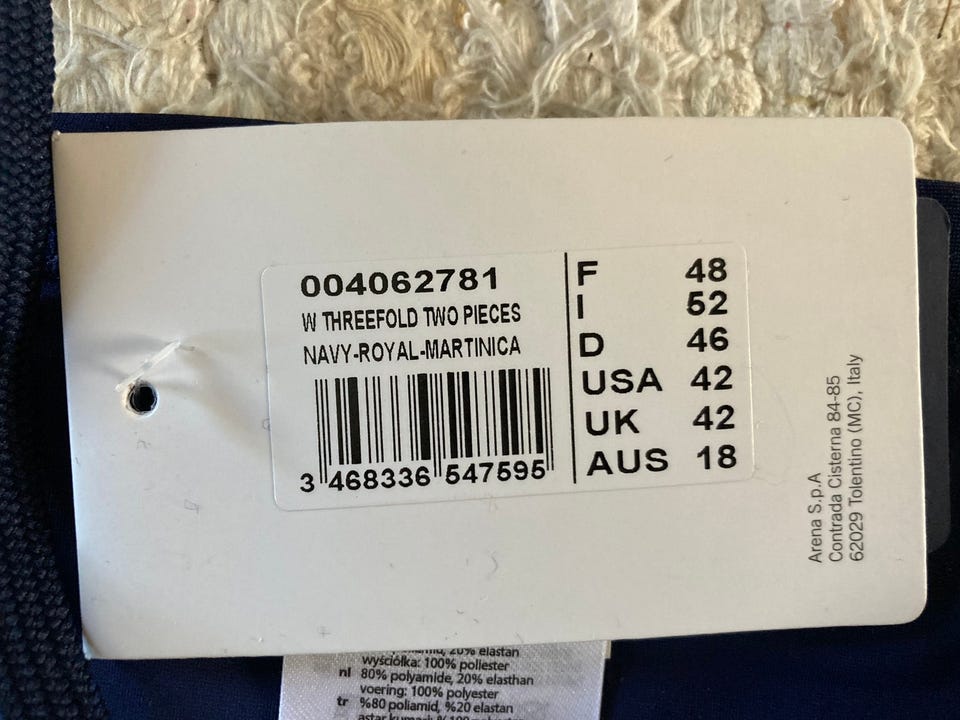 004062781
W THREEFOLD TWO PIECES
NAVY-ROYAL-MARTINICA
3 468336 547595
F 48
I 52
D 46
USA 42
UK 42
AUS 18
Arena S.p.A
Contrada Cisterna 84-85
62029 Tolentino (MC), Italy
20% elastan
wyściółka: 100% poliester
nl 80% polyamide, 20% elasthan
voering: 100% polyester
tr %80 poliamid, %20 elastan